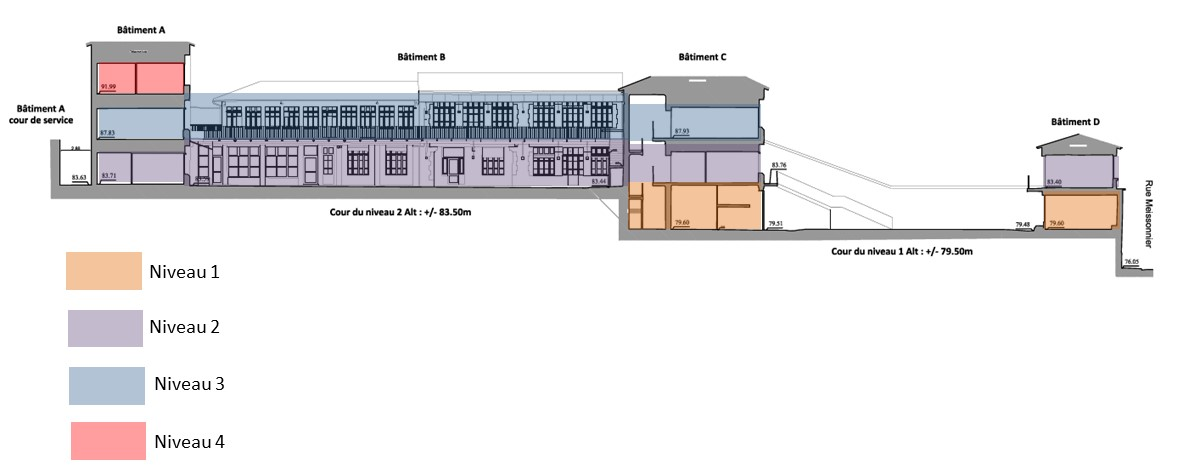 Bâtiment A
Bâtiment B
Bâtiment C
Bâtiment A
cour de service
Bâtiment D
91.99
87.83
83.71
83.63
83.44
87.93
83.76
79.60
79.51
83.40
79.48
79.60
76.05
Rue Meissonnier
Cour du niveau 2 Alt : +/- 83.50m
Cour du niveau 1 Alt : +/- 79.50m
Niveau 1
Niveau 2
Niveau 3
Niveau 4